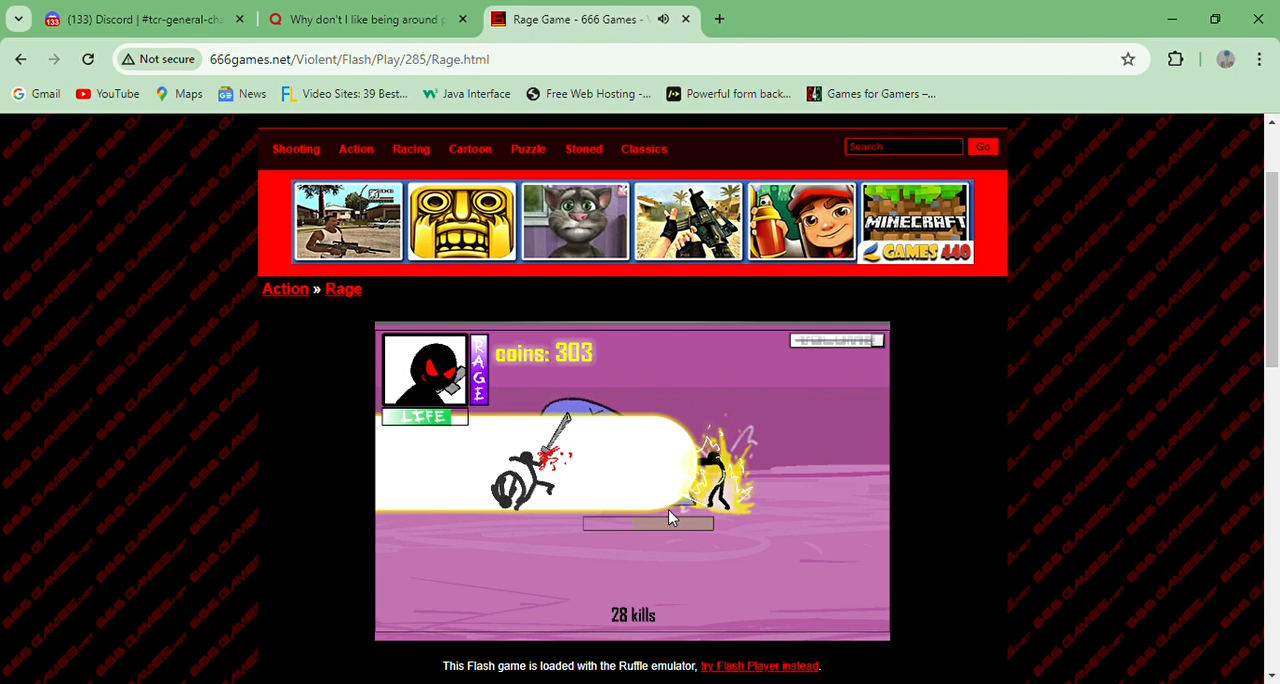 133
(133) Discord | #tcr-general-cha
Why don't I like being around p
Rage Game - 666 Games -
Not secure
666games.net/Violent/Flash/Play/285/Rage.html
Gmail
YouTube
Maps
News
Video Sites: 39 Best...
Java Interface
Free Web Hosting -...
Powerful form back...
Games for Gamers –...
Shooting
Action
Racing
Cartoon
Puzzle
Stoned
Classics
Search
Go
MINECRAFT
GAMES 440
Action » Rage
RAGE
coins: 303
LIFE
28 kills
This Flash game is loaded with the Ruffle emulator, try Flash Player instead.